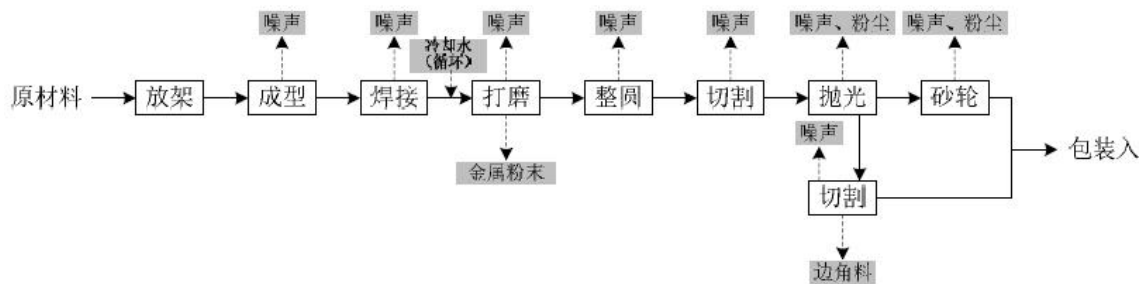 噪声
噪声
噪声
噪声
噪声
噪声、粉尘
噪声、粉尘
冷却水
(循环)
原材料
放架
成型
焊接
打磨
整圆
切割
抛光
砂轮
噪声
包装入
金属粉末
切割
边角料